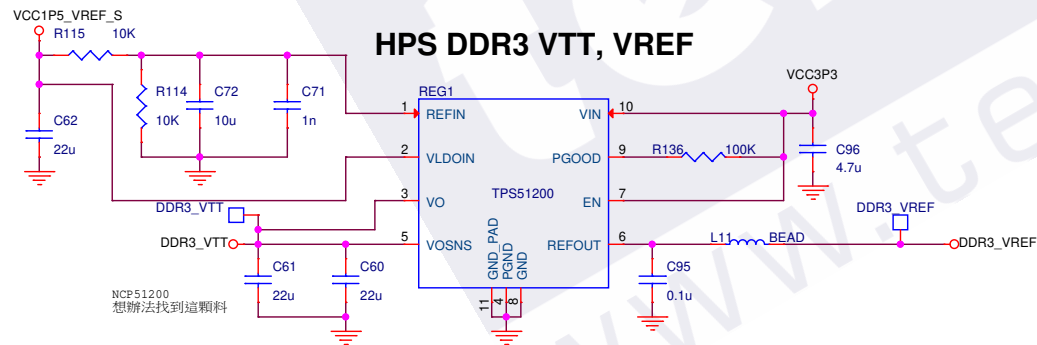 VCC1P5_VREF_S
R115 10K
HPS DDR3 VTT, VREF
VCC3P3
REG1
R114
10K
C72
10u
C71
1n
C62
22u
1 REFIN
VIN 10
2 VLDOIN
PGOOD 9
R136 100K
C96
4.7u
3 VO
TPS51200
EN 7
DDR3_VTT
DDR3_VREF
DDR3_VTT
5 VOSNS
REFOUT 6
L11 BEAD
DDR3_VREF
C61
22u
C60
22u
GND_PAD
PGND
GND
11
4
8
C95
0.1u
NCP51200
想辦法找到這顆料
www.te